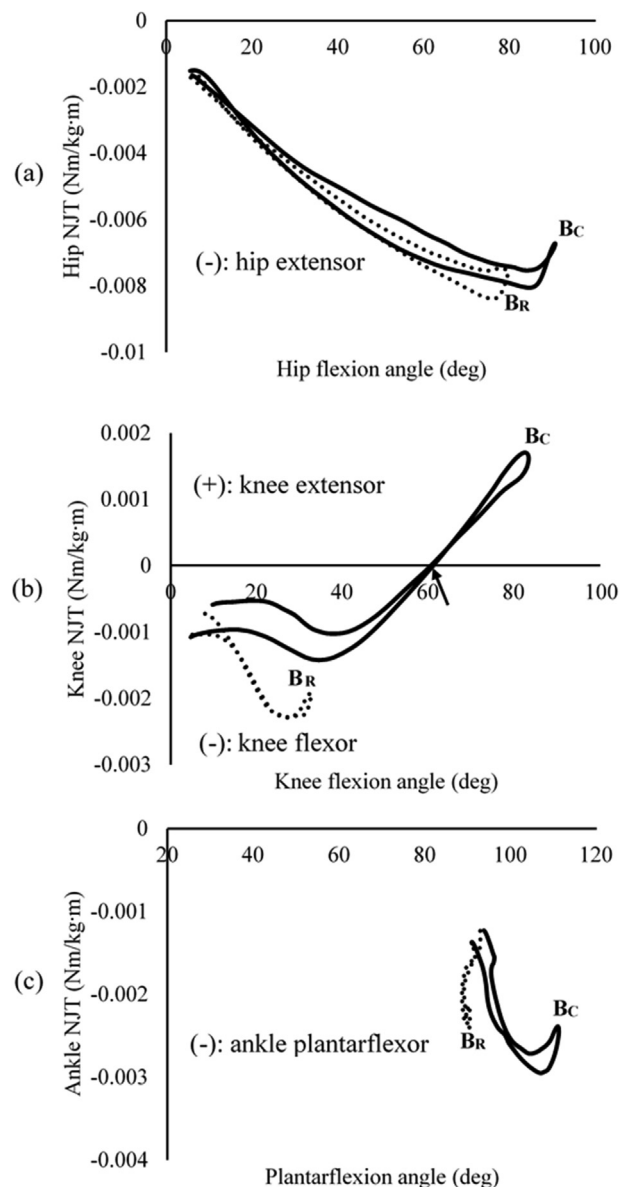 0
0
20
40
60
80
100
-0.002
-0.004
-0.006
-0.008
-0.01
(a)
Hip NJT (Nm/kg·m)
(-): hip extensor
BC
BR
Hip flexion angle (deg)
0.002
0.001
0
-0.001
-0.002
-0.003
(b)
Knee NJT (Nm/kg·m)
(+): knee extensor
BC
0
20
40
60
80
100
BR
(-): knee flexor
Knee flexion angle (deg)
0
20
40
60
80
100
120
-0.001
-0.002
-0.003
-0.004
(c)
Ankle NJT (Nm/kg·m)
BC
BR
(-): ankle plantarflexor
Plantarflexion angle (deg)